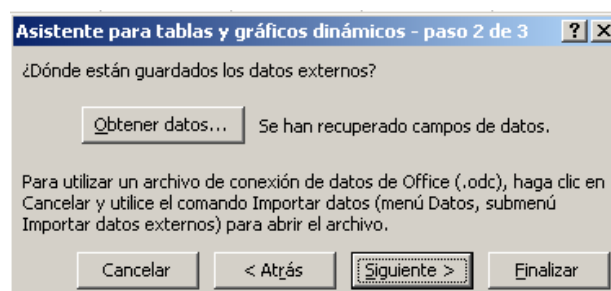 Asistente para tablas y gráficos dinámicos - paso 2 de 3
¿Dónde están guardados los datos externos?
Obtener datos... Se han recuperado campos de datos.
Para utilizar un archivo de conexión de datos de Office (.odc), haga clic en
Cancelar y utilice el comando Importar datos (menú Datos, submenú
Importar datos externos) para abrir el archivo.
Cancelar < Atrás Siguiente > Finalizar